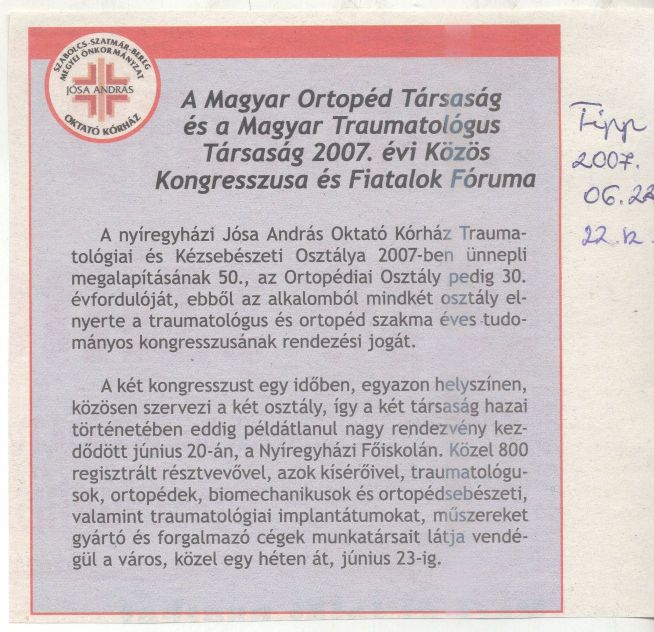 SZABOLCS-SZATMÁR-BEREG
MEGYEI ÖNKORMÁNYZAT
JÓSA ANDRÁS
OKTATÓ KÓRHÁZ
A Magyar Ortopéd Társaság
és a Magyar Traumatológus
Társaság 2007. évi Közös
Kongresszusa és Fiatalok Fóruma
A nyíregyházi Jósa András Oktató Kórház Trauma-
tológiai és Kézsebészeti Osztálya 2007-ben ünnepli
megalapításának 50., az Ortopédiai Osztály pedig 30.
évfordulóját, ebből az alkalomból mindkét osztály el-
nyerte a traumatológus és ortopéd szakma éves tudo-
mányos kongresszusának rendezési jogát.
A két kongresszust egy időben, egyazon helyszínen,
közösen szervezi a két osztály, így a két társaság hazai
történetében eddig példátlanul nagy rendezvény kez-
dődött június 20-án, a Nyíregyházi Főiskolán. Közel 800
regisztrált résztvevővel, azok kísérőivel, traumatológu-
sok, ortopédek, biomechanikusok és ortopédsebészeti,
valamint traumatológiai implantátumokat, műszereket
gyártó és forgalmazó cégek munkatársait látja vendé-
gül a város, közel egy héten át, június 23-ig.
Tipp
2007.
06.22
22.